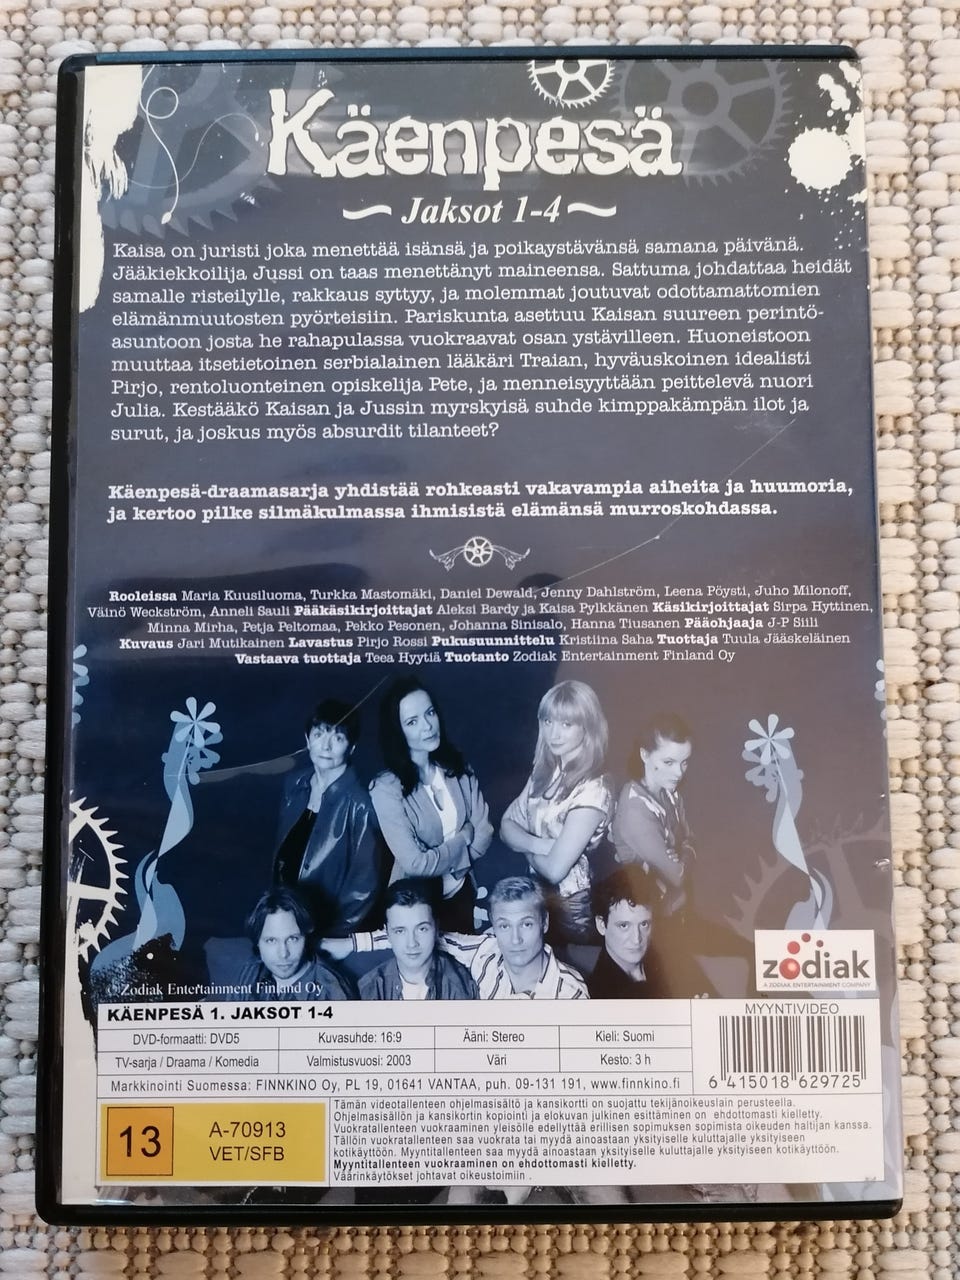 Käenpesä
Jaksot 1-4
Kaisa on juristi joka menettää isänsä ja poikaystävänsä samana päivänä.
Jääkiekkoilija Jussi on taas menettänyt maineensa. Sattuma johdattaa heidät
samalle risteilylle, rakkaus syttyy, ja molemmat joutuvat odottamattomien
elämänmuutosten pyörteisiin. Pariskunta asettuu Kaisan suureen perintö-
asuntoon josta he rahapulassa vuokraavat osan ystävilleen. Huoneistoon
muuttaa itsetietoinen serbialainen lääkäri Traian, hyväuskoinen idealisti
Pirjo, rentoluonteinen opiskelija Pete, ja menneisyyttään peittelevä nuori
Julia. Kestääkö Kaisan ja Jussin myrskyisä suhde kimppakämpän ilot ja
surut, ja joskus myös absurdit tilanteet?
Käenpesä-draamasarja yhdistää rohkeasti vakavampia aiheita ja huumoria,
ja kertoo pilke silmäkulmassa ihmisistä elämänsä murroskohdassa.
Rooleissa Maria Kuusiluoma, Turkka Mastomäki, Daniel Dewald, Jenny Dahlström, Leena Pöysti, Juho Milonoff,
Väinö Weckström, Anneli Sauli Pääkäsikirjoittajat Aleksi Bardy ja Kaisa Pylkkänen Käsikirjoittajat Sirpa Hyttinen,
Minna Mirha, Petja Peltomaa, Pekko Pesonen, Johanna Sinisalo, Hanna Tiusanen Pääohjaaja J-P Siili
Kuvaus Jari Mutikainen Lavastus Pirjo Rossi Pukusuunnittelu Kristiina Saha Tuottaja Tuula Jääskeläinen
Vastaava tuottaja Teea Hyytiä Tuotanto Zodiak Entertainment Finland Oy
zodiak
A ZODIAK ENTERTAINMENT COMPANY
© Zodiak Entertainment Finland Oy
KÄENPESÄ 1. JAKSOT 1-4
DVD-formaatti: DVD5 Kuvasuhde: 16:9 Ääni: Stereo Kieli: Suomi
TV-sarja / Draama / Komedia Valmistusvuosi: 2003 Väri Kesto: 3 h
Markkinointi Suomessa: FINNKINO Oy, PL 19, 01641 VANTAA, puh. 09-131 191, www.finnkino.fi
MYYNTIVIDEO
6 415018 629725
13
A-70913
VET/SFB
Tämän videotallenteen ohjelmasisältö ja kansikortti on suojattu tekijänoikeuslain perusteella.
Ohjelmasisällön ja kansikortin kopiointi ja elokuvan julkinen esittäminen on ehdottomasti kielletty.
Vuokratallenteen vuokraaminen yleisölle edellyttää erillisen sopimuksen sopimista oikeuden haltijan kanssa.
Tällöin vuokratallenteen saa vuokrata tai myydä ainoastaan yksityiselle kuluttajalle yksityiseen
kotikäyttöön. Myyntitallenteen saa myydä ainoastaan yksityiselle kuluttajalle yksityiseen kotikäyttöön.
Myyntitallenteen vuokraaminen on ehdottomasti kielletty.
Väärinkäytökset johtavat oikeustoimiin .